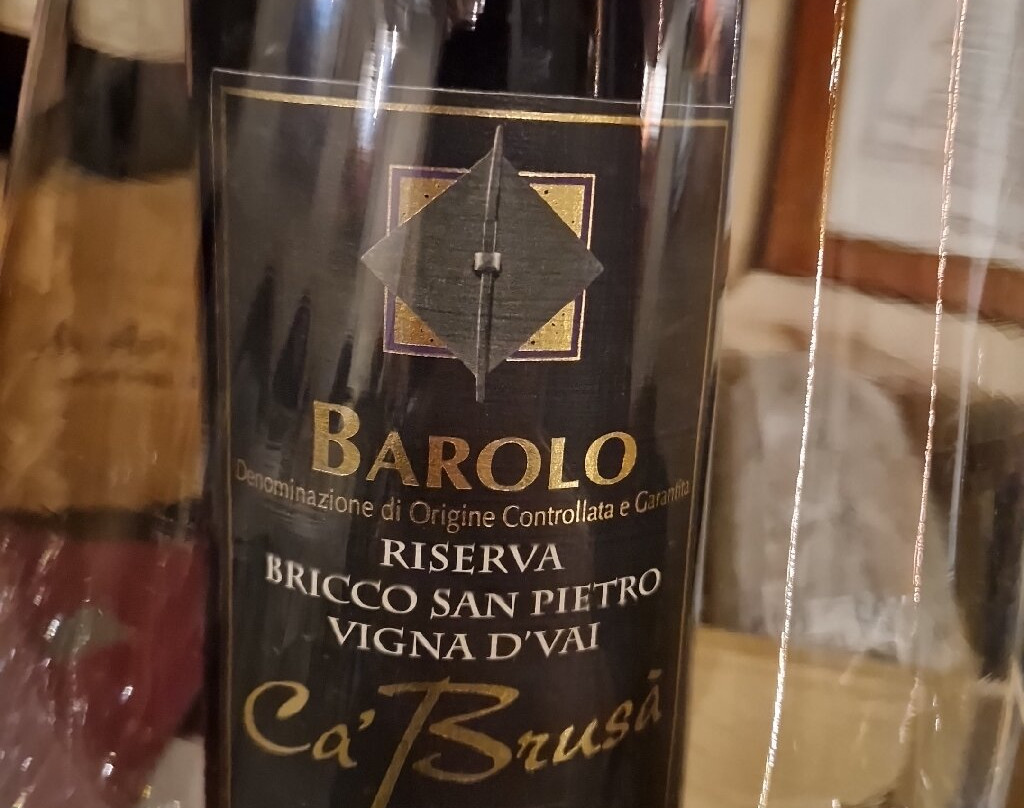 BAROLO
Denominazione di Origine Controllata e Garantita
RISERVA
BRICCO SAN PIETRO
VIGNA D'VAI
Ca' Brusà